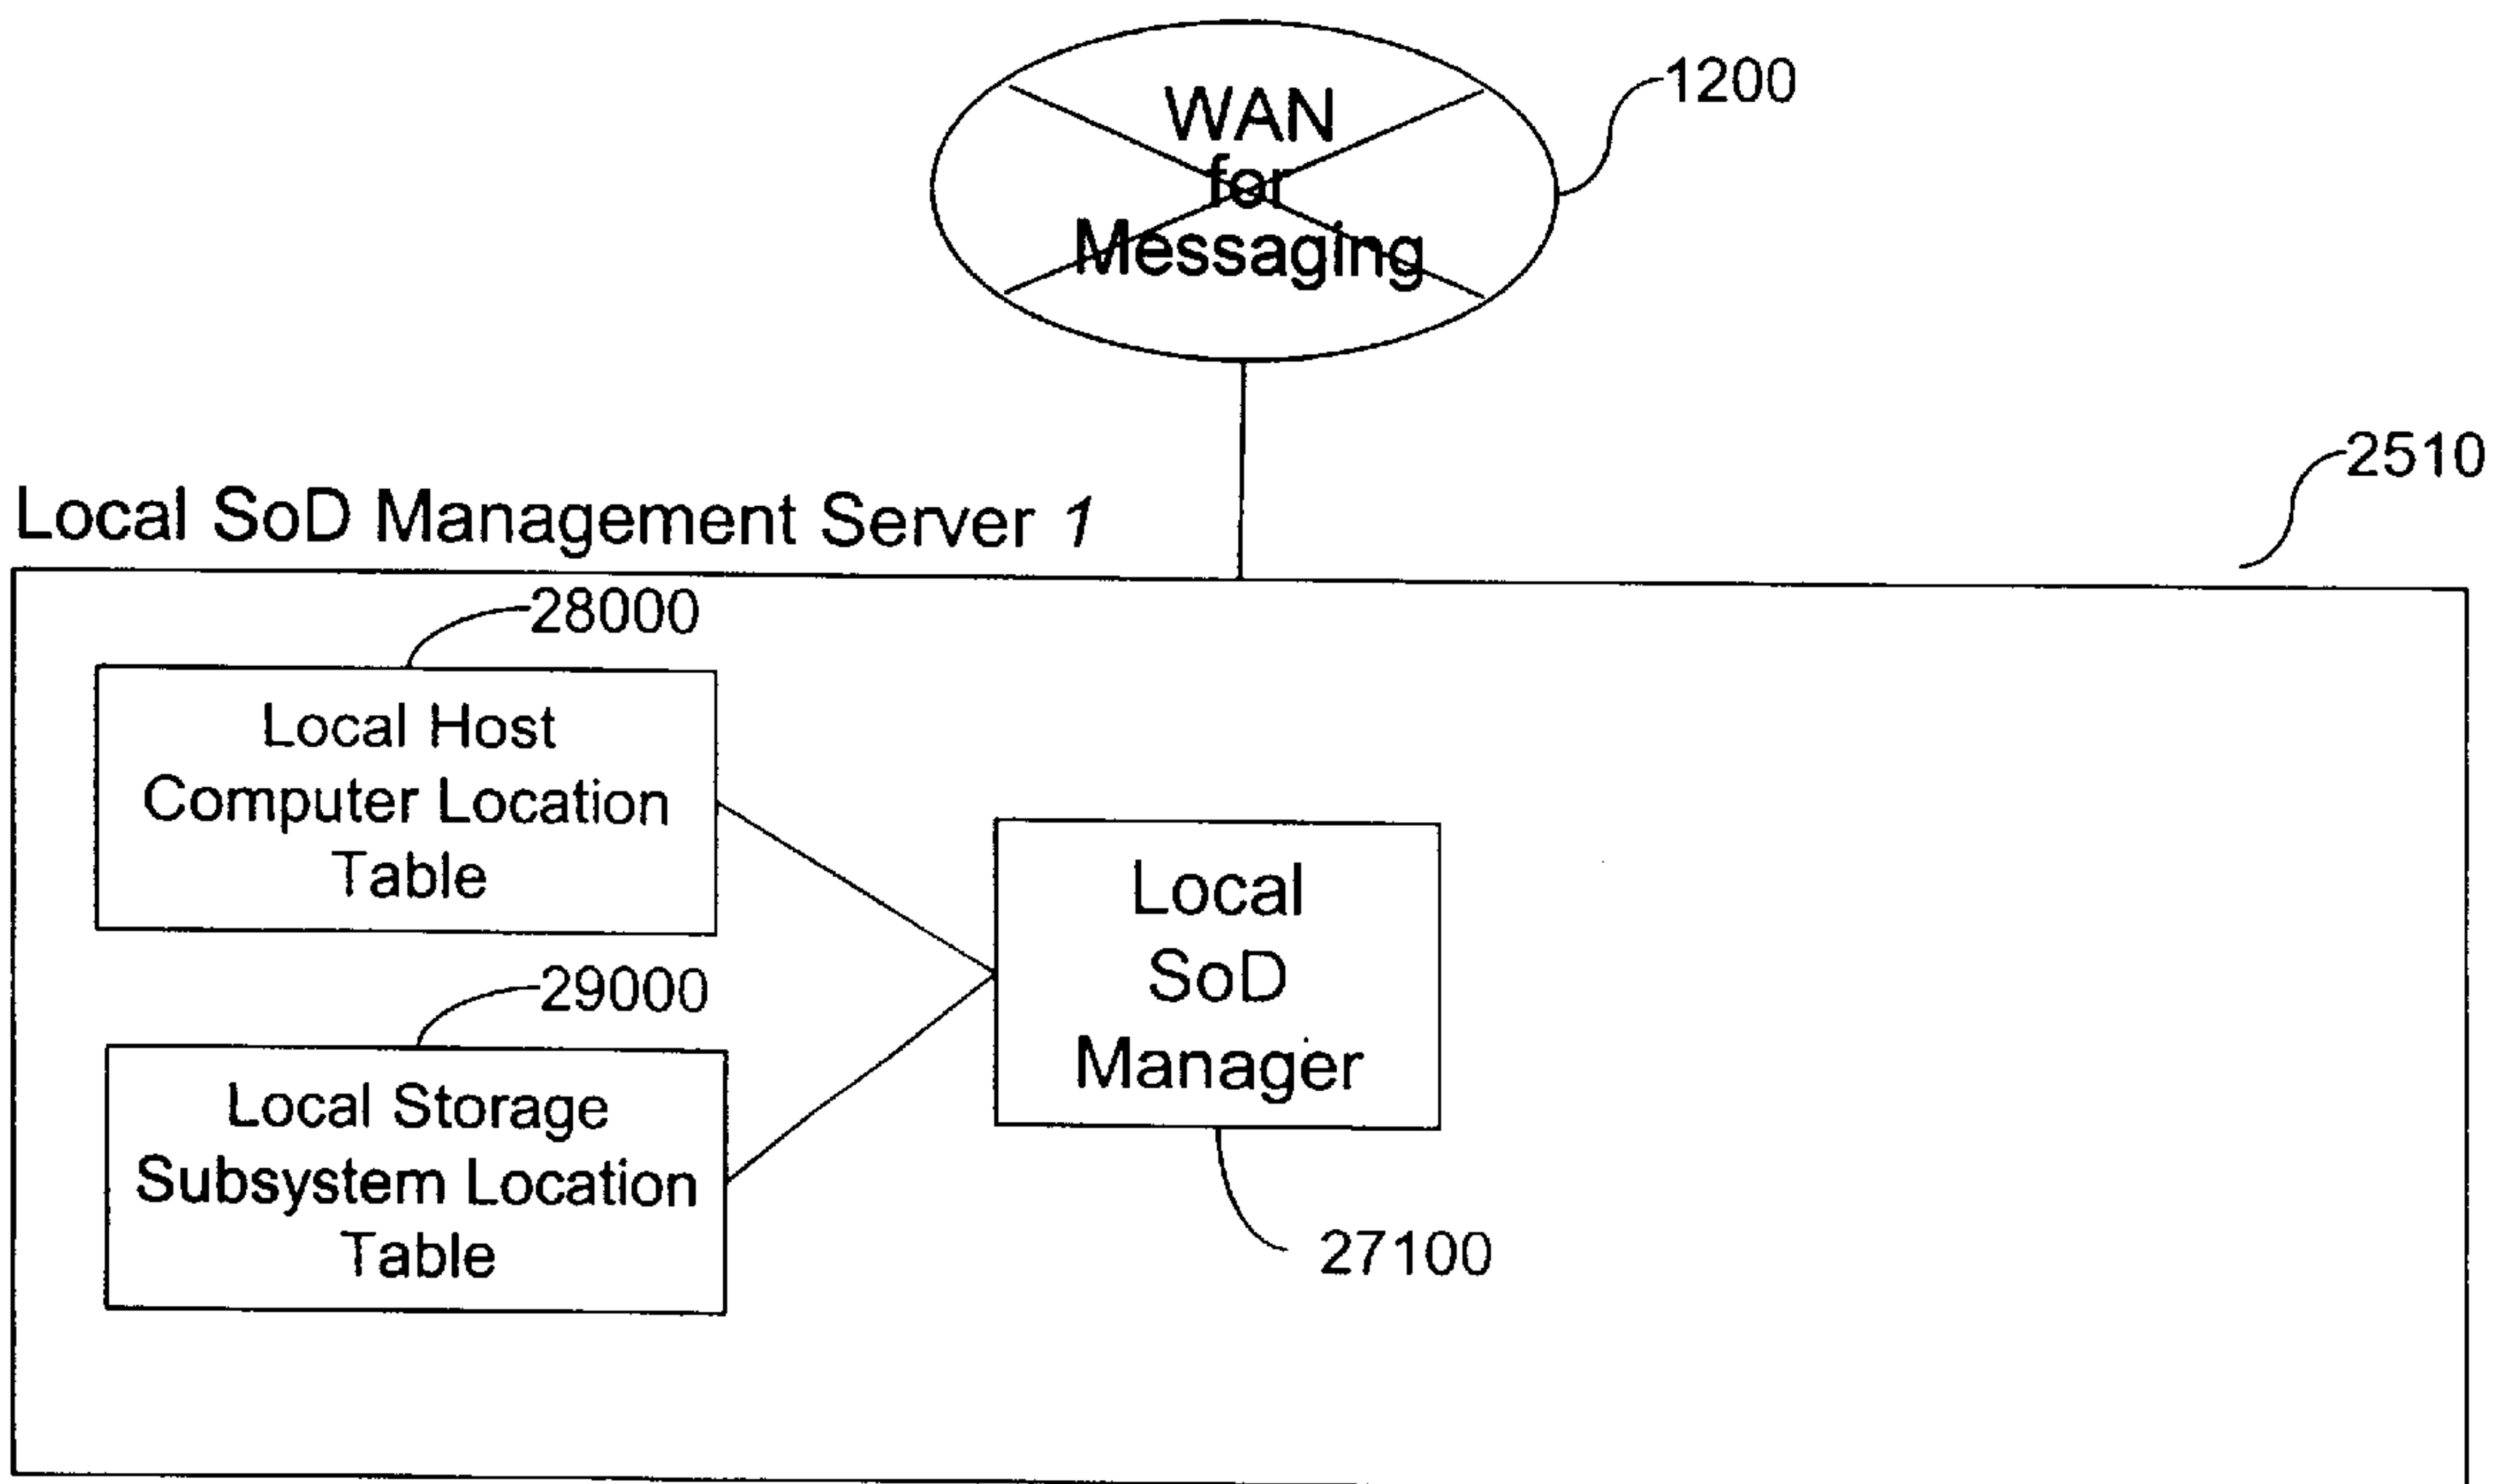 WAN
for
Messaging
1200
2510
Local SoD Management Server 1
28000
Local Host
Computer Location
Table
Local
SoD
Manager
29000
Local Storage
Subsystem Location
Table
27100